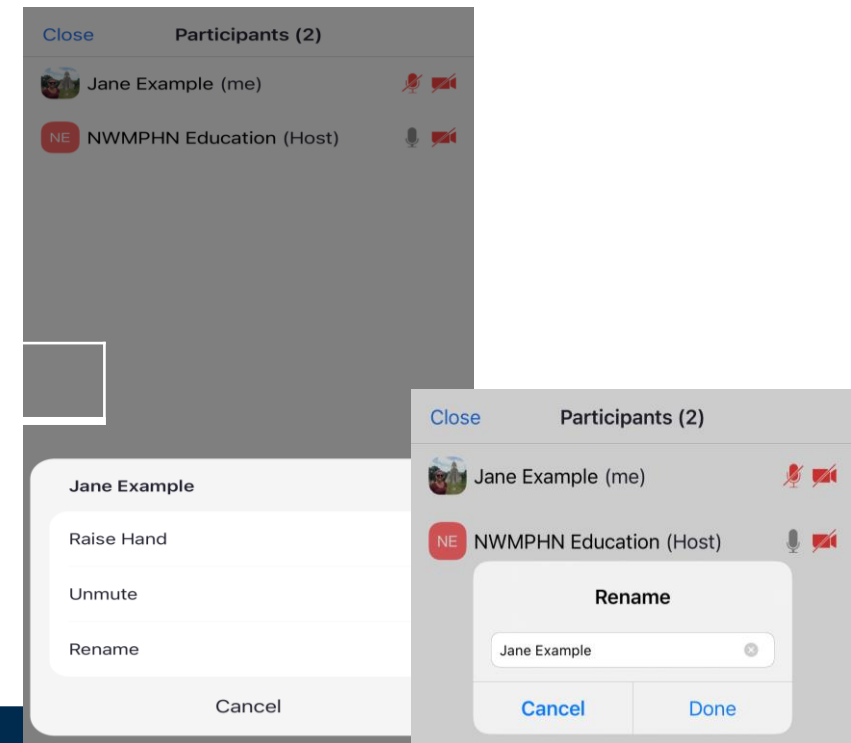 Close Participants (2)
Jane Example (me)
NE NWMPHN Education (Host)
Jane Example
Raise Hand
Unmute
Rename
Cancel
Close Participants (2)
Jane Example (me)
NE NWMPHN Education (Host)
Rename
Jane Example
Cancel Done